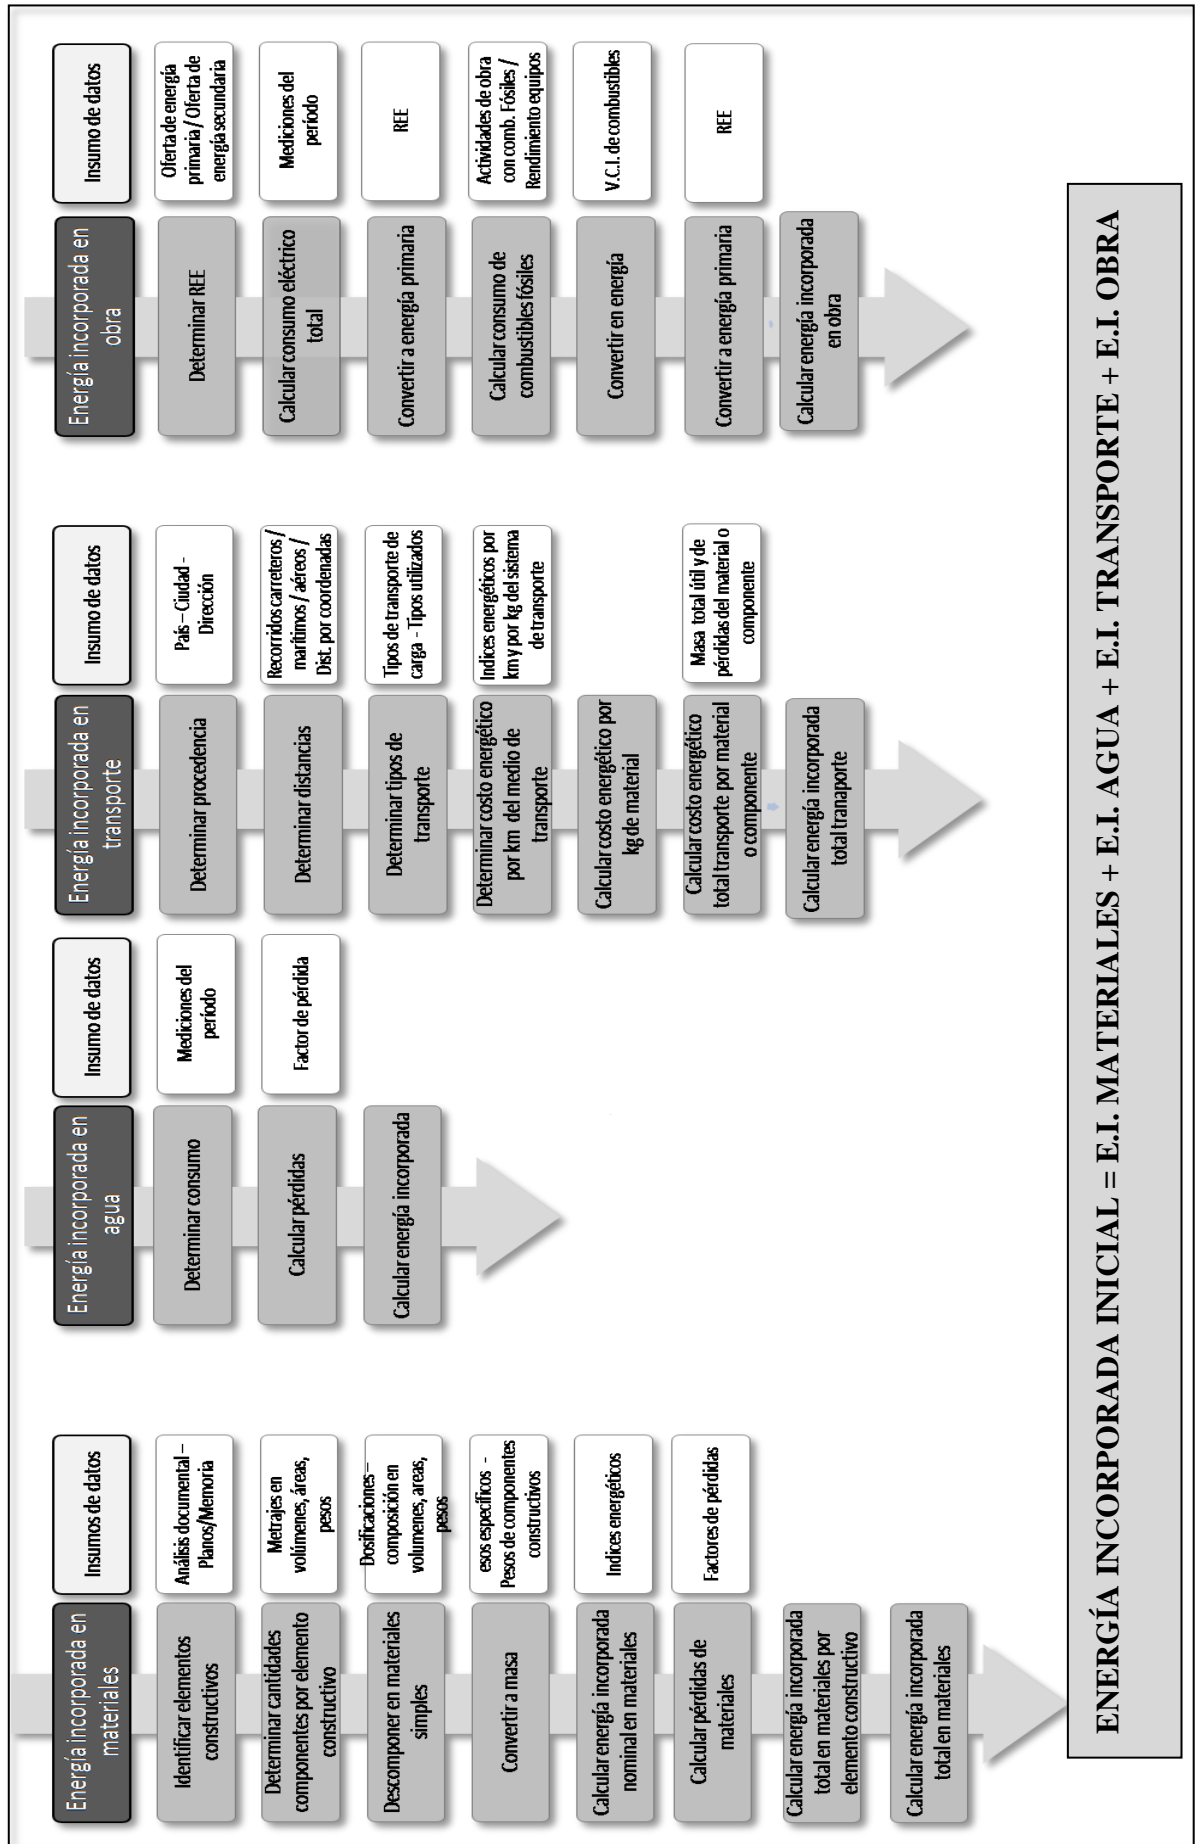 Energía incorporada en
materiales
Insumos de datos
Identificar elementos
constructivos
Análisis documental –
Planos/Memoria
Determinar cantidades
componentes por elemento
constructivo
Metrajes en
volúmenes, áreas,
pesos
Descomponer en materiales
simples
Dosificaciones –
composición en
volumenes, areas,
pesos
Convertir a masa
esos específicos -
Pesos de componentes
constructivos
Calcular energía incorporada
nominal en materiales
Indices energéticos
Calcular pérdidas de
materiales
Factores de pérdidas
Calcular energía incorporada
total en materiales por
elemento constructivo
Calcular energía incorporada
total en materiales
Energía incorporada en
agua
Insumo de datos
Determinar consumo
Mediciones del
período
Calcular pérdidas
Factor de pérdida
Calcular energía incorporada
Energía incorporada en
transporte
Insumo de datos
Determinar procedencia
País – Ciudad -
Dirección
Determinar distancias
Recorridos carreteros /
marítimos / aéreos /
Dist. por coordenadas
Determinar tipos de
transporte
Tipos de transporte de
carga - Tipos utilizados
Determinar costo energético
por km del medio de
transporte
Indices energéticos por
km y por kg del sistema
de transporte
Calcular costo energético por
kg de material
Calcular costo energético
total transporte por material
o componente
Masa total útil y de
pérdidas del material o
componente
Calcular energía incorporada
total tranaporte
Energía incorporada en
obra
Insumo de datos
Determinar REE
Oferta de energía
primaria / Oferta de
energía secundaria
Calcular consumo eléctrico
total
Mediciones del
período
Convertir a energía primaria
REE
Calcular consumo de
combustibles fósiles
Actividades de obra
con comb. Fósiles /
Rendimiento equipos
Convertir en energía
V.C.I. de combustibles
Convertir a energía primaria
REE
Calcular energía incorporada
en obra
ENERGÍA INCORPORADA INICIAL = E.I. MATERIALES + E.I. AGUA + E.I. TRANSPORTE + E.I. OBRA